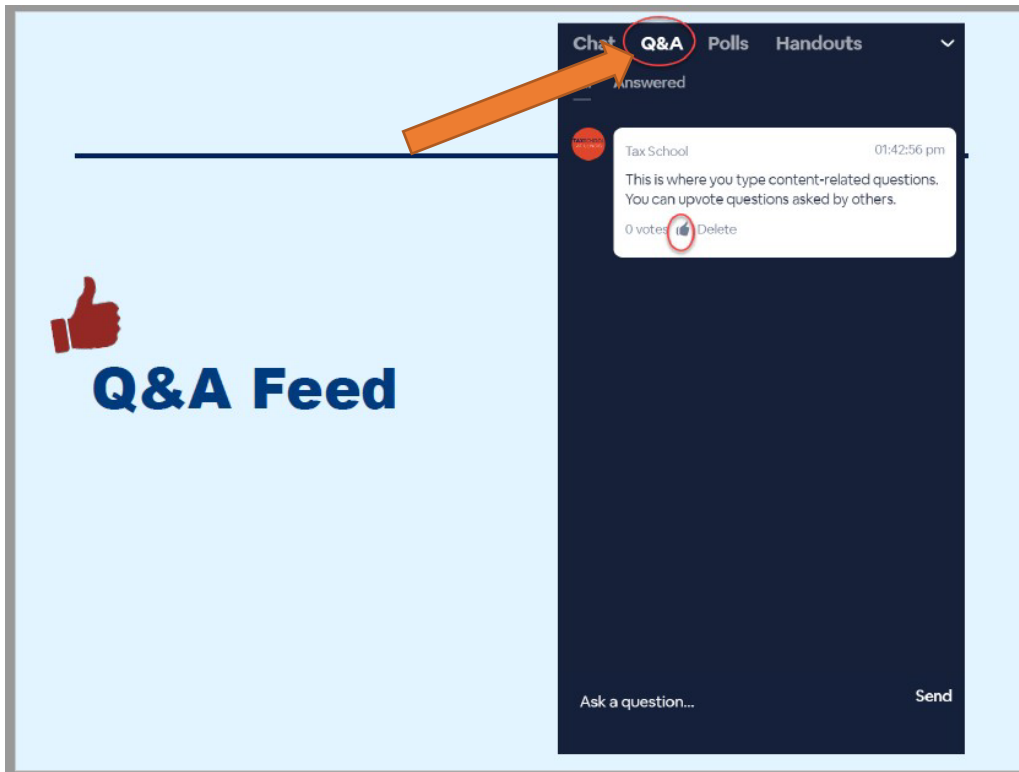 Chat Q&A Polls Handouts
Answered
Tax School 01:42:56 pm
This is where you type content-related questions.
You can upvote questions asked by others.
0 votes Delete
Q&A Feed
Ask a question... Send